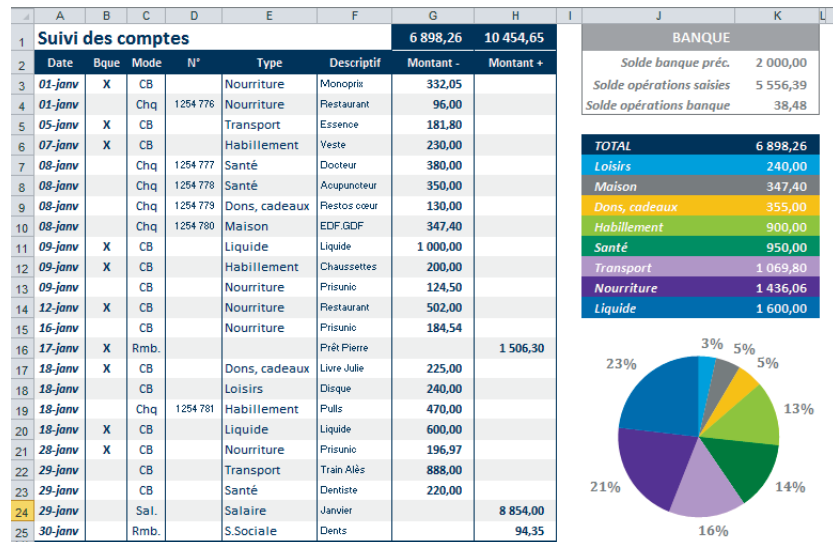 A B C D E F G H I J K L
1 Suivi des comptes 6 898,26 10 454,65 BANQUE
2 Date Bque Mode N° Type Descriptif Montant - Montant + Solde banque préc. 2 000,00
3 01-janv X CB Nourriture Monoprix 332,05 Solde opérations saisies 5 556,39
4 01-janv Chq 1254 776 Nourriture Restaurant 96,00 Solde opérations banque 38,48
5 05-janv X CB Transport Essence 181,80
6 07-janv X CB Habillement Veste 230,00 TOTAL 6 898,26
7 08-janv Chq 1254 777 Santé Docteur 380,00 Loisirs 240,00
8 08-janv Chq 1254 778 Santé Acupuncteur 350,00 Maison 347,40
9 08-janv Chq 1254 779 Dons, cadeaux Restos cœur 130,00 Dons, cadeaux 355,00
10 08-janv Chq 1254 780 Maison EDF.GDF 347,40 Habillement 900,00
11 09-janv X CB Liquide Liquide 1 000,00 Santé 950,00
12 09-janv X CB Habillement Chaussettes 200,00 Transport 1 069,80
13 09-janv CB Nourriture Prisunic 124,50 Nourriture 1 436,06
14 12-janv X CB Nourriture Restaurant 502,00 Liquide 1 600,00
15 16-janv CB Nourriture Prisunic 184,54
16 17-janv X Rmb. Prêt Pierre 1 506,30 3% 5%
17 18-janv X CB Dons, cadeaux Livre Julie 225,00 23% 5%
18 18-janv CB Loisirs Disque 240,00
19 18-janv Chq 1254 781 Habillement Pulls 470,00 13%
20 18-janv X CB Liquide Liquide 600,00
21 28-janv X CB Nourriture Prisunic 196,97
22 29-janv CB Transport Train Alès 888,00
23 29-janv CB Santé Dentiste 220,00 21% 14%
24 29-janv Sal. Salaire Janvier 8 854,00
25 30-janv Rmb. S.Sociale Dents 94,35 16%